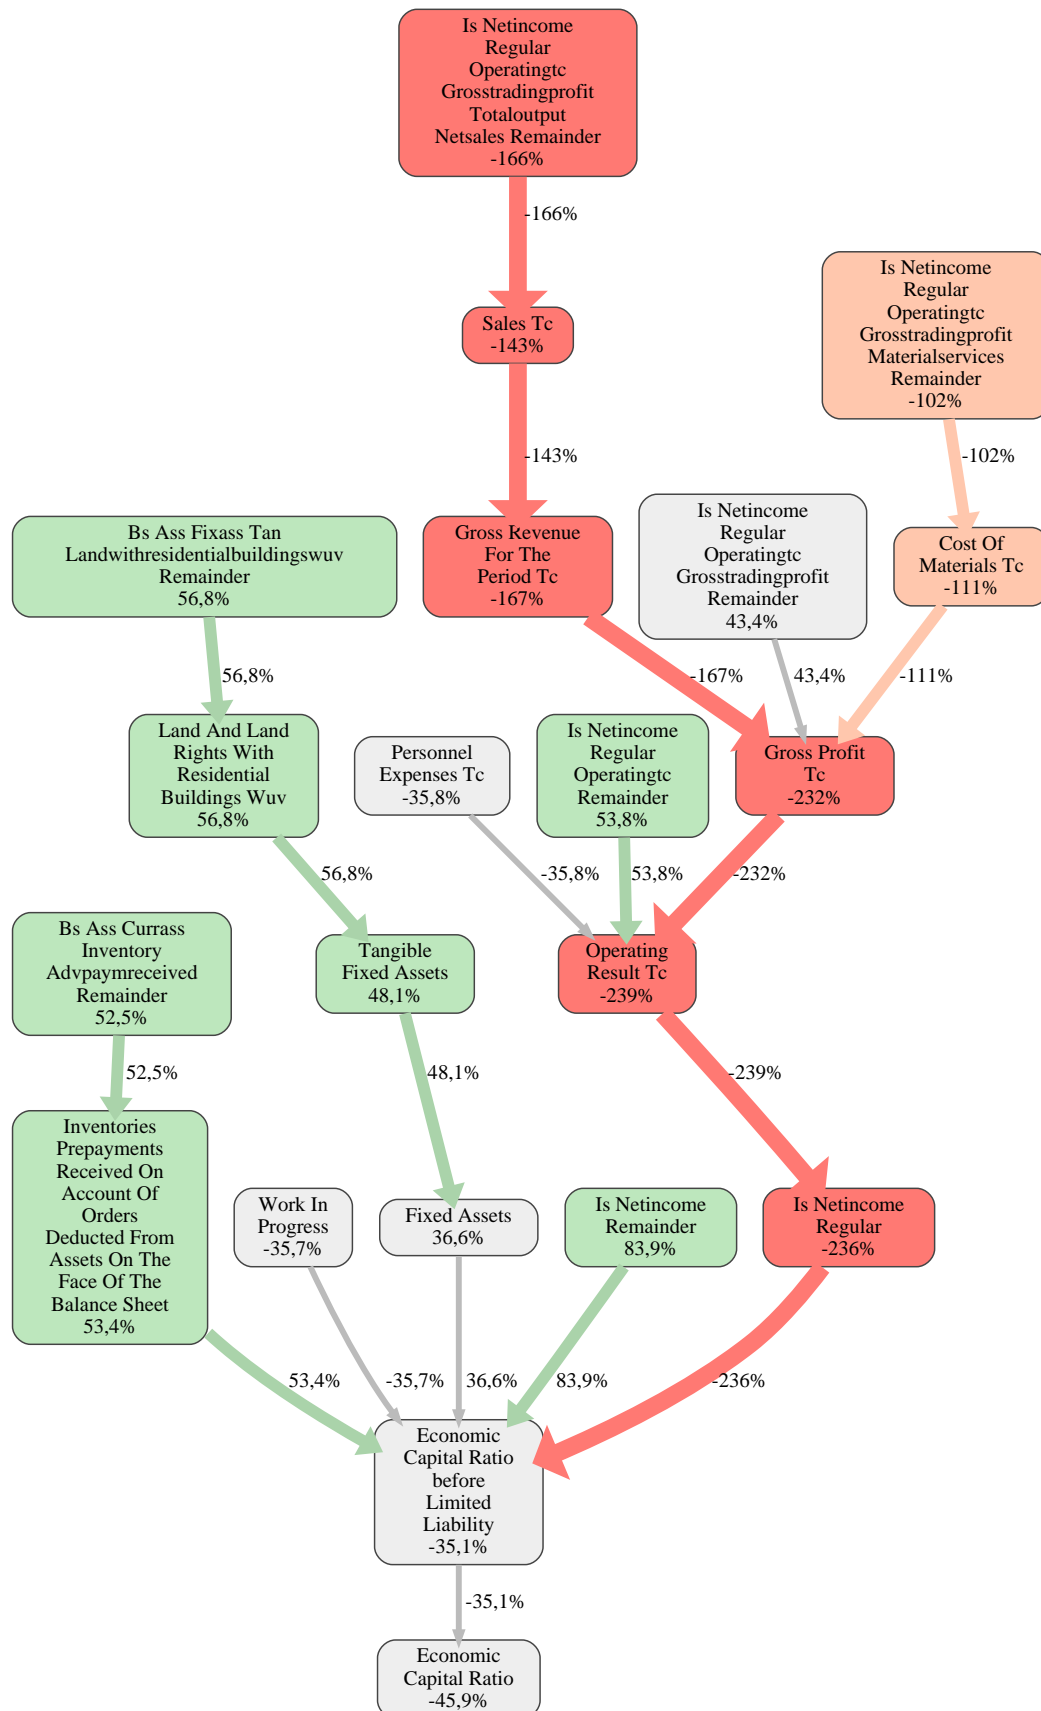 Is Netincome
Regular
Operatingtc
Grosstradingprofit
Totaloutput
Netsales Remainder
-166%
-166%
Is Netincome
Regular
Operatingtc
Grosstradingprofit
Materialservices
Remainder
-102%
Sales Tc
-143%
-143%
-102%
Bs Ass Fixass Tan
Landwithresidentialbuildingswuv
Remainder
56,8%
Gross Revenue
For The
Period Tc
-167%
Is Netincome
Regular
Operatingtc
Grosstradingprofit
Remainder
43,4%
Cost Of
Materials Tc
-111%
56,8%
-167%
43,4%
-111%
Land And Land
Rights With
Residential
Buildings Wuv
56,8%
Personnel
Expenses Tc
-35,8%
Is Netincome
Regular
Operatingtc
Remainder
53,8%
Gross Profit
Tc
-232%
56,8%
-35,8%
53,8%
-232%
Bs Ass Currass
Inventory
Advpaymreceived
Remainder
52,5%
Tangible
Fixed Assets
48,1%
Operating
Result Tc
-239%
52,5%
48,1%
-239%
Inventories
Prepayments
Received On
Account Of
Orders
Deducted From
Assets On The
Face Of The
Balance Sheet
53,4%
Work In
Progress
-35,7%
Fixed Assets
36,6%
Is Netincome
Remainder
83,9%
Is Netincome
Regular
-236%
53,4%
-35,7%
36,6%
83,9%
-236%
Economic
Capital Ratio
before
Limited
Liability
-35,1%
-35,1%
Economic
Capital Ratio
-45,9%